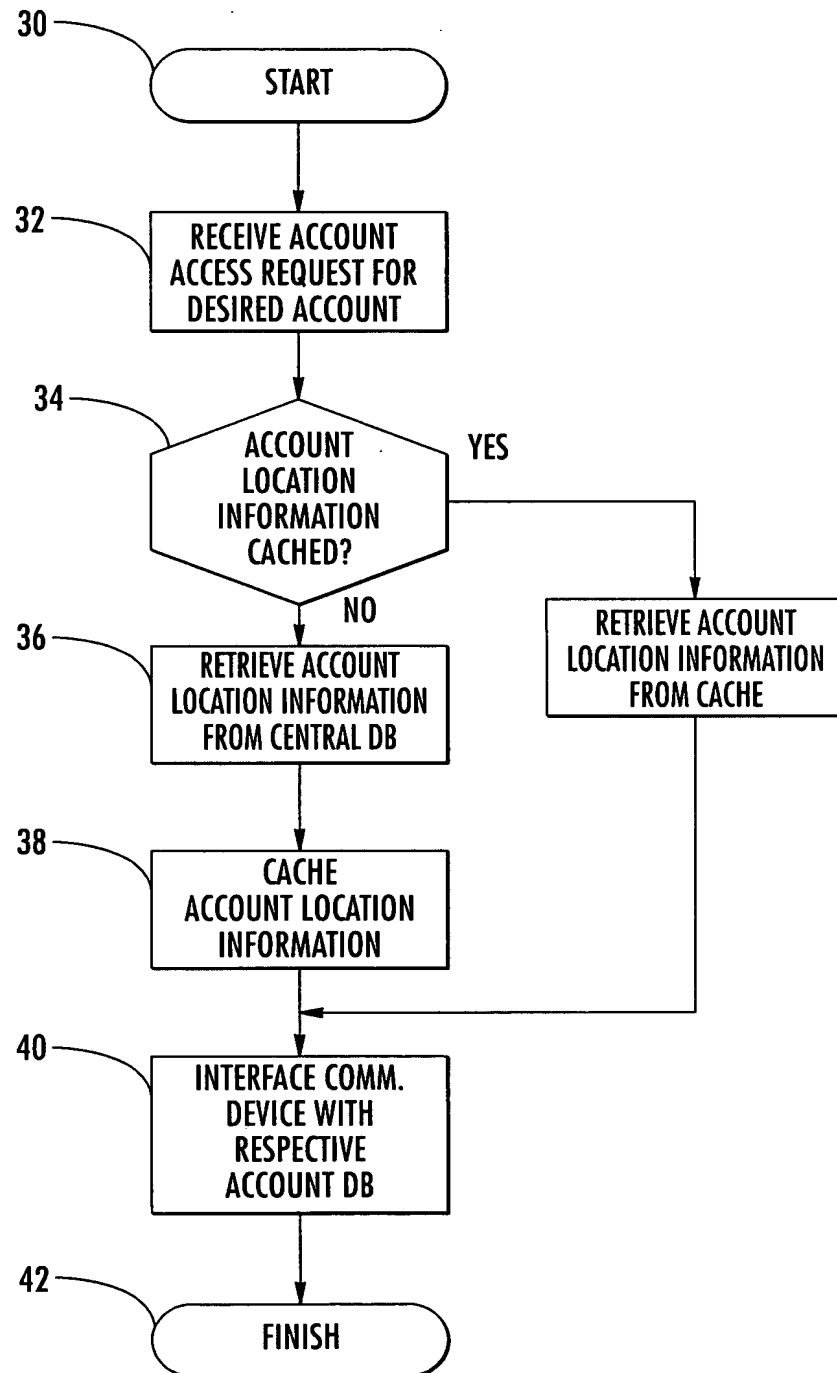 30
START
32
RECEIVE ACCOUNT
ACCESS REQUEST FOR
DESIRED ACCOUNT
34
ACCOUNT
LOCATION
INFORMATION
CACHED?
YES
NO
36
RETRIEVE ACCOUNT
LOCATION INFORMATION
FROM CENTRAL DB
RETRIEVE ACCOUNT
LOCATION INFORMATION
FROM CACHE
38
CACHE
ACCOUNT LOCATION
INFORMATION
40
INTERFACE COMM.
DEVICE WITH
RESPECTIVE
ACCOUNT DB
42
FINISH